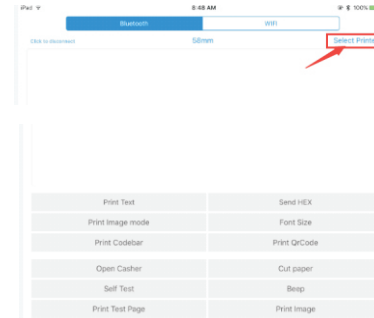 iPad 8:48 AM 100%
Bluetooth WIFI
Click to disconnect 58mm Select Printe
Print Text Send HEX
Print Image mode Font Size
Print Codebar Print QrCode
Open Casher Cut paper
Self Test Beep
Print Test Page Print Image